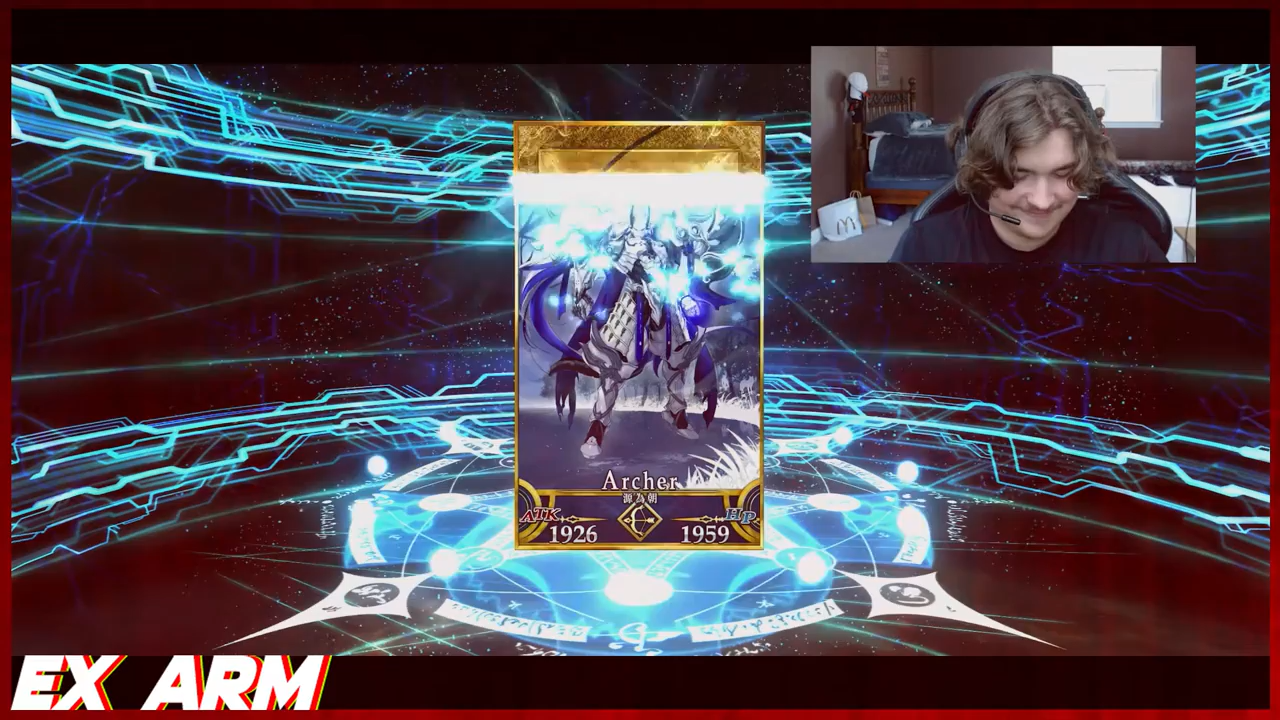 Archer
源為朝
ATK
HP
1926
1959
EX ARM